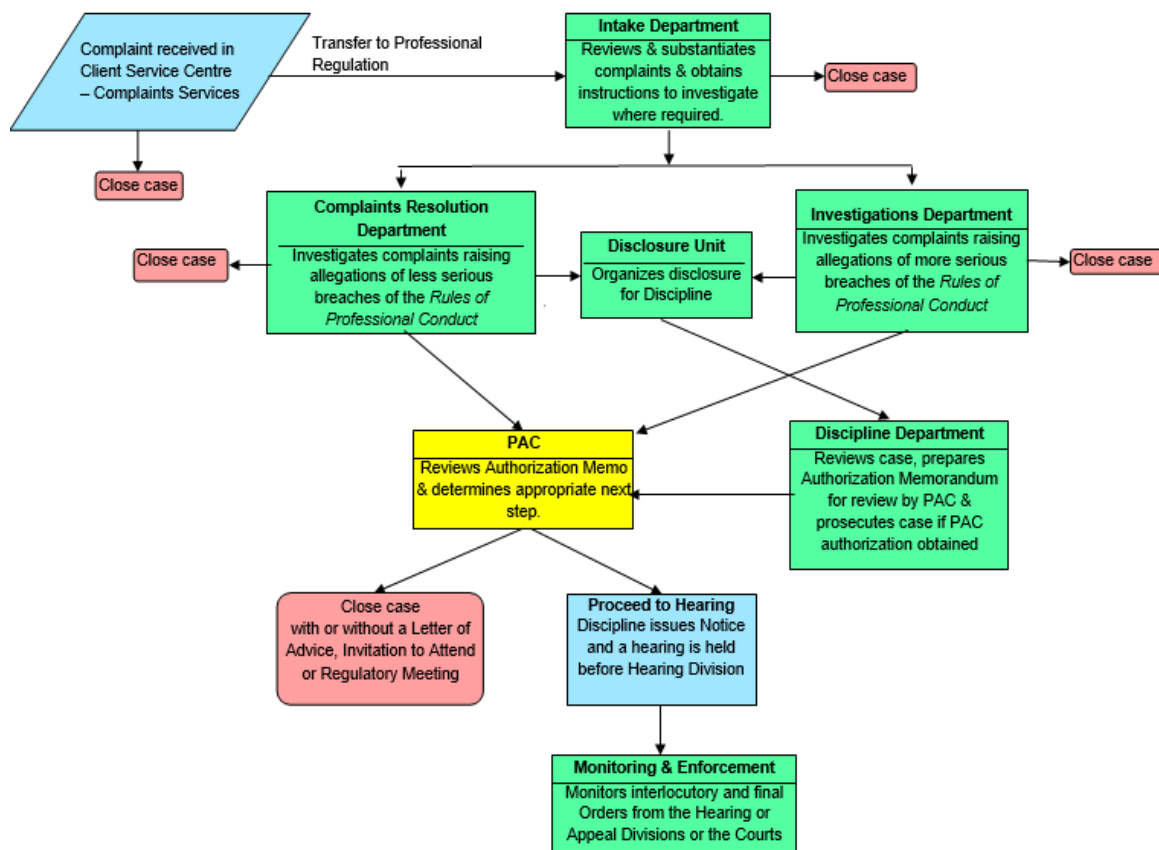 Complaint received in
Client Service Centre
– Complaints Services
Transfer to Professional
Regulation
Intake Department
Reviews & substantiates
complaints & obtains
instructions to investigate
where required.
Close case
Close case
Complaints Resolution
Department
Investigates complaints raising
allegations of less serious
breaches of the Rules of
Professional Conduct
Close case
Disclosure Unit
Organizes disclosure
for Discipline
Investigations Department
Investigates complaints raising
allegations of more serious
breaches of the Rules of
Professional Conduct
Close case
PAC
Reviews Authorization Memo
& determines appropriate next
step.
Discipline Department
Reviews case, prepares
Authorization Memorandum
for review by PAC &
prosecutes case if PAC
authorization obtained
Close case
with or without a Letter of
Advice, Invitation to Attend
or Regulatory Meeting
Proceed to Hearing
Discipline issues Notice
and a hearing is held
before Hearing Division
Monitoring & Enforcement
Monitors interlocutory and final
Orders from the Hearing or
Appeal Divisions or the Courts